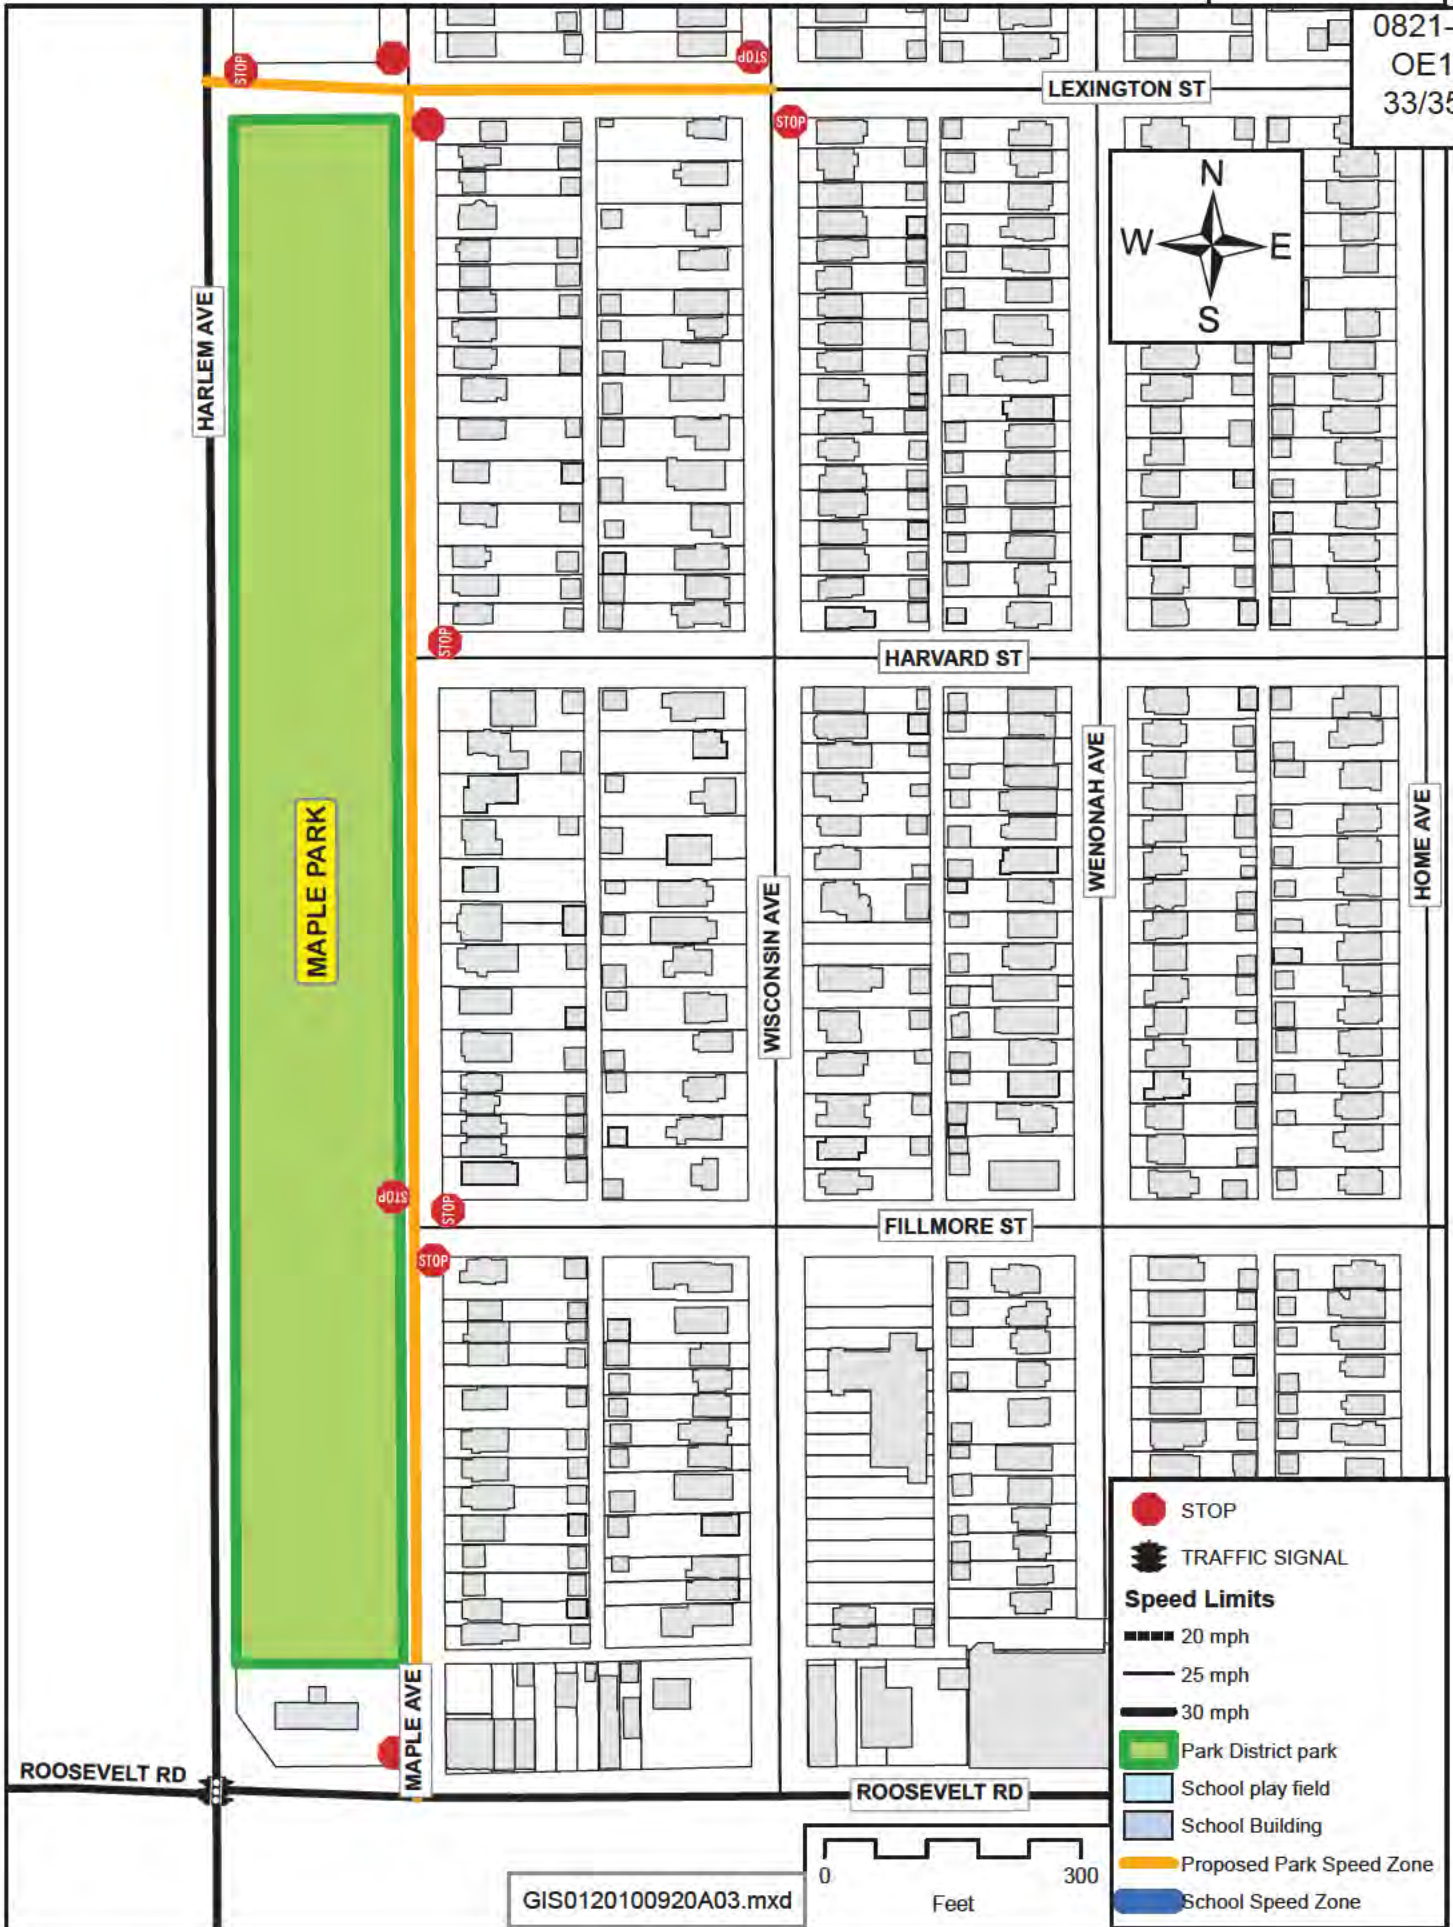 0821-
OE1
33/35
STOP
STOP
LEXINGTON ST
STOP
N
W E
S
HARLEM AVE
STOP
HARVARD ST
MAPLE PARK
WISCONSIN AVE
WENONAH AVE
HOME AVE
STOP
STOP
FILLMORE ST
STOP
MAPLE AVE
ROOSEVELT RD
ROOSEVELT RD
STOP
TRAFFIC SIGNAL
Speed Limits
20 mph
25 mph
30 mph
Park District park
School play field
School Building
Proposed Park Speed Zone
School Speed Zone
0 300
Feet
GIS0120100920A03.mxd